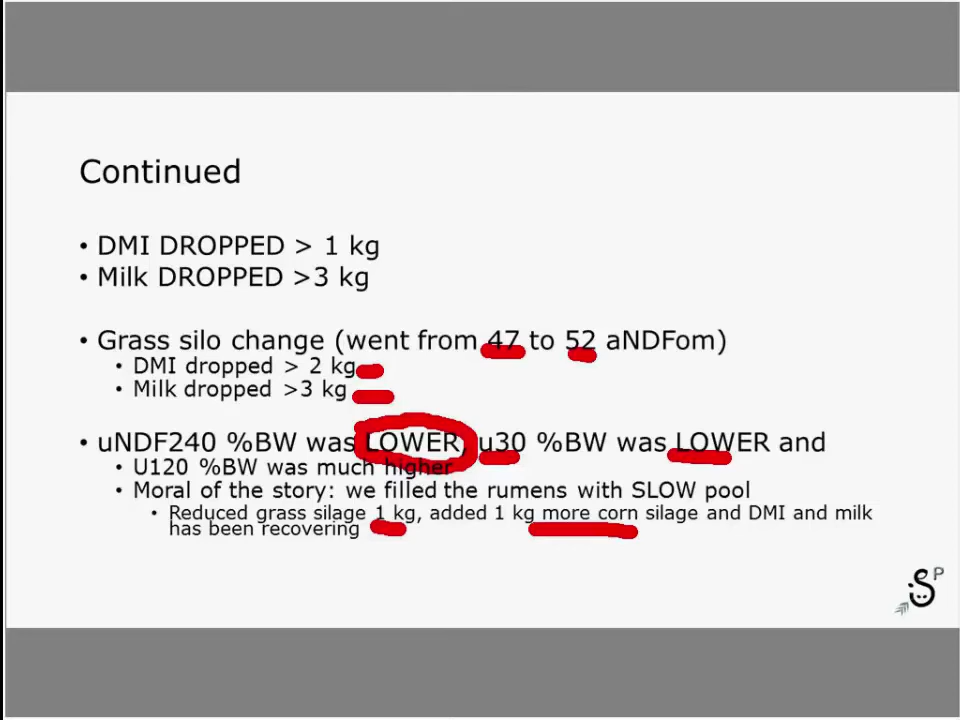 Continued
• DMI DROPPED > 1 kg
• Milk DROPPED >3 kg
• Grass silo change (went from 47 to 52 aNDFom)
• DMI dropped > 2 kg
• Milk dropped >3 kg
• uNDF240 %BW was LOWER, u30 %BW was LOWER and
• U120 %BW was much higher
• Moral of the story: we filled the rumens with SLOW pool
• Reduced grass silage 1 kg, added 1 kg more corn silage and DMI and milk
has been recovering
S P